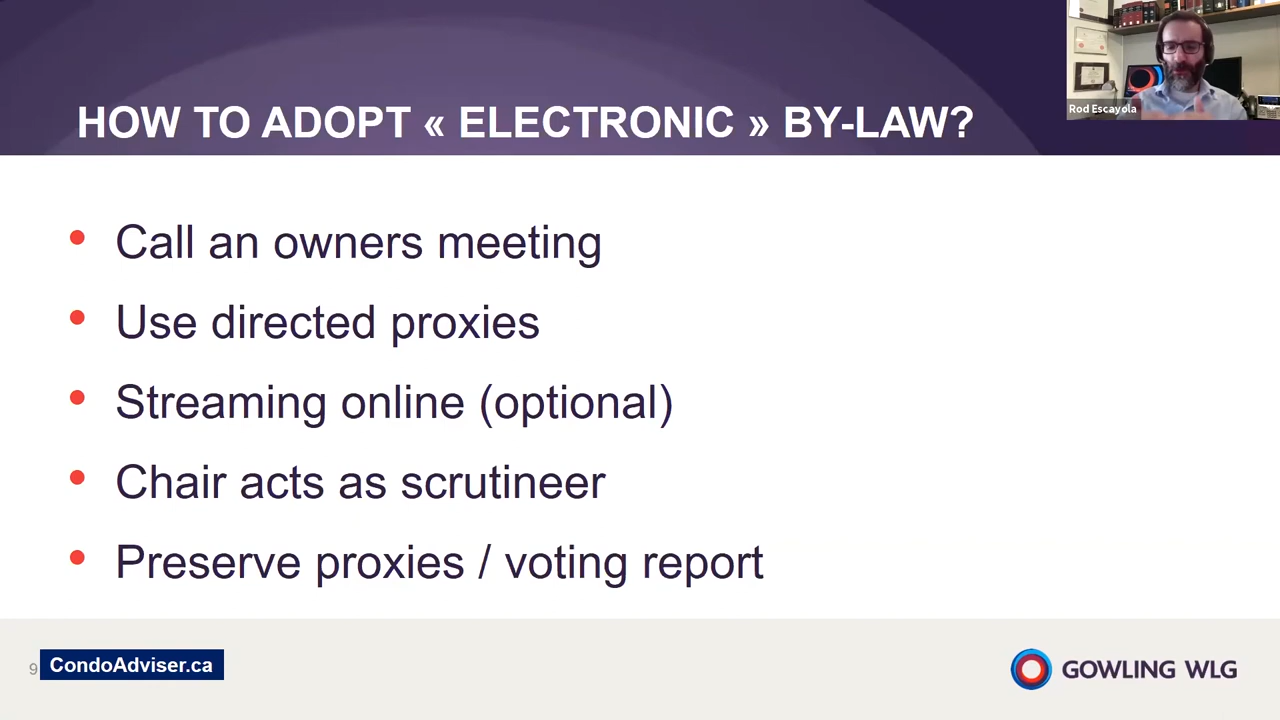 Rod Escayola
HOW TO ADOPT « ELECTRONIC » BY-LAW?
• Call an owners meeting
• Use directed proxies
• Streaming online (optional)
• Chair acts as scrutineer
• Preserve proxies / voting report
9
CondoAdviser.ca
GOWLING WLG